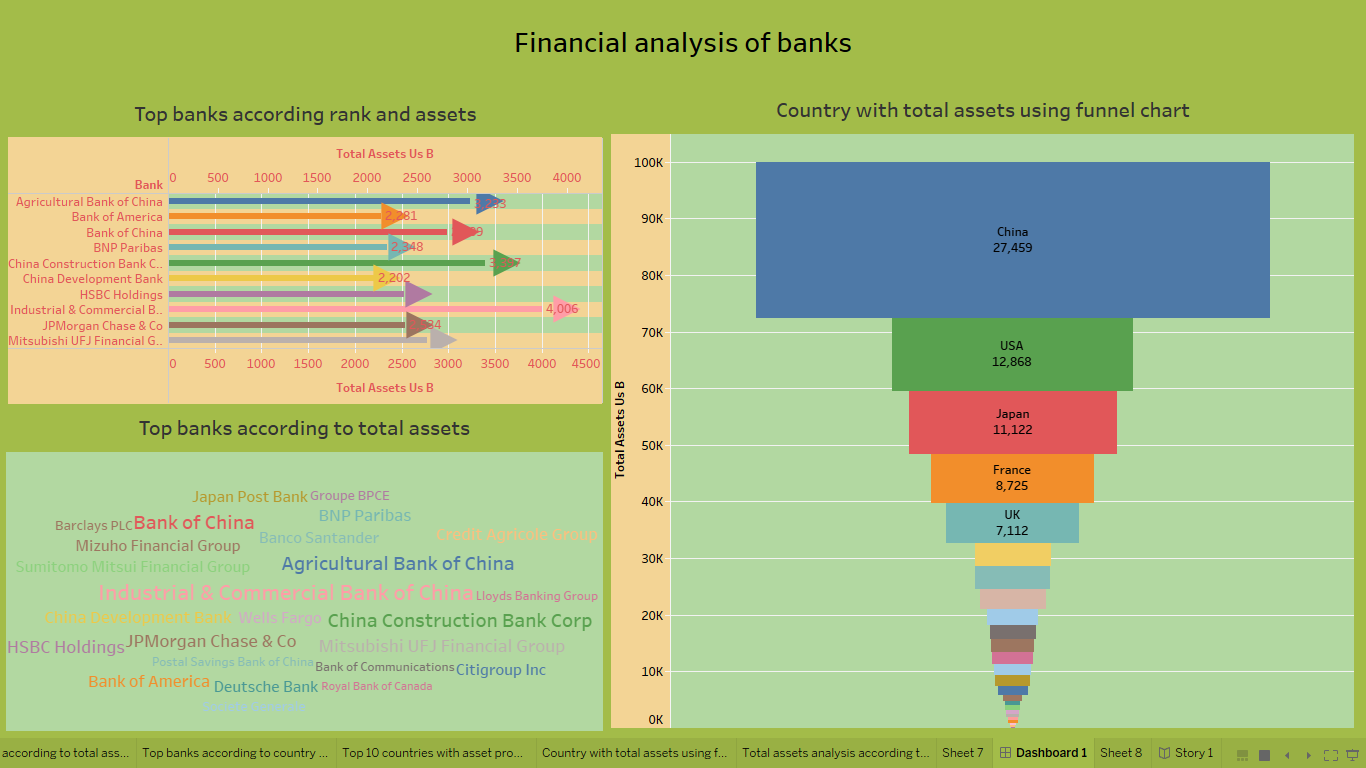 Financial analysis of banks
Top banks according rank and assets
Total Assets Us B
Bank
0 500 1000 1500 2000 2500 3000 3500 4000
Agricultural Bank of China
Bank of America 2,281
Bank of China
BNP Paribas 2,348
China Construction Bank C..
China Development Bank 2,202
HSBC Holdings
Industrial & Commercial B.. 4,006
JPMorgan Chase & Co
Mitsubishi UFJ Financial G..
0 500 1000 1500 2000 2500 3000 3500 4000 4500
Total Assets Us B
Top banks according to total assets
Japan Post Bank Groupe BPCE
BNP Paribas
Barclays PLC Bank of China
Banco Santander Credit Agricole Group
Mizuho Financial Group
Sumitomo Mitsui Financial Group Agricultural Bank of China
Industrial & Commercial Bank of China Lloyds Banking Group
China Development Bank Wells Fargo China Construction Bank Corp
HSBC Holdings JPMorgan Chase & Co Mitsubishi UFJ Financial Group
Postal Savings Bank of China Bank of Communications Citigroup Inc
Bank of America Deutsche Bank Royal Bank of Canada
Societe Generale
Country with total assets using funnel chart
Total Assets Us B
100K
90K
80K
70K
60K
50K
40K
30K
20K
10K
0K
China
27,459
USA
12,868
Japan
11,122
France
8,725
UK
7,112
according to total ass... Top banks according to country ... Top 10 countries with asset pro... Country with total assets using f... Total assets analysis according t... Sheet 7 Dashboard 1 Sheet 8 Story 1